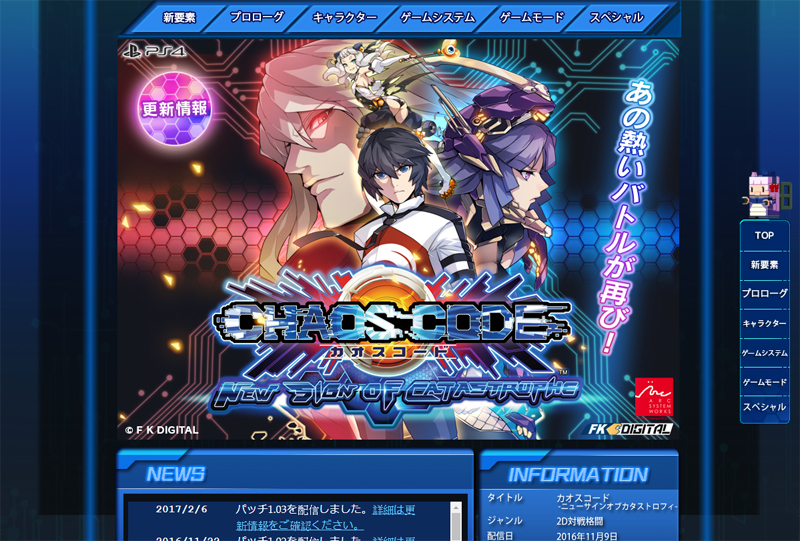 新要素
プロローグ
キャラクター
ゲームシステム
ゲームモード
スペシャル
PS4
更新情報
あの熱いバトルが再び!
CHAOS CODE
カオスコード
NEW SIGN OF CATASTROPHE
TM
ARC
SYSTEM
WORKS
© F K DIGITAL
FK DIGITAL
TOP
新要素
プロローグ
キャラクター
ゲームシステム
ゲームモード
スペシャル
NEWS
2017/2/6 パッチ1.03を配信しました。詳細は更
新情報をご確認ください。
INFORMATION
タイトル カオスコード
-ニューサインオブカタストロフィ-
ジャンル 2D対戦格闘
配信日 2016年11月9日